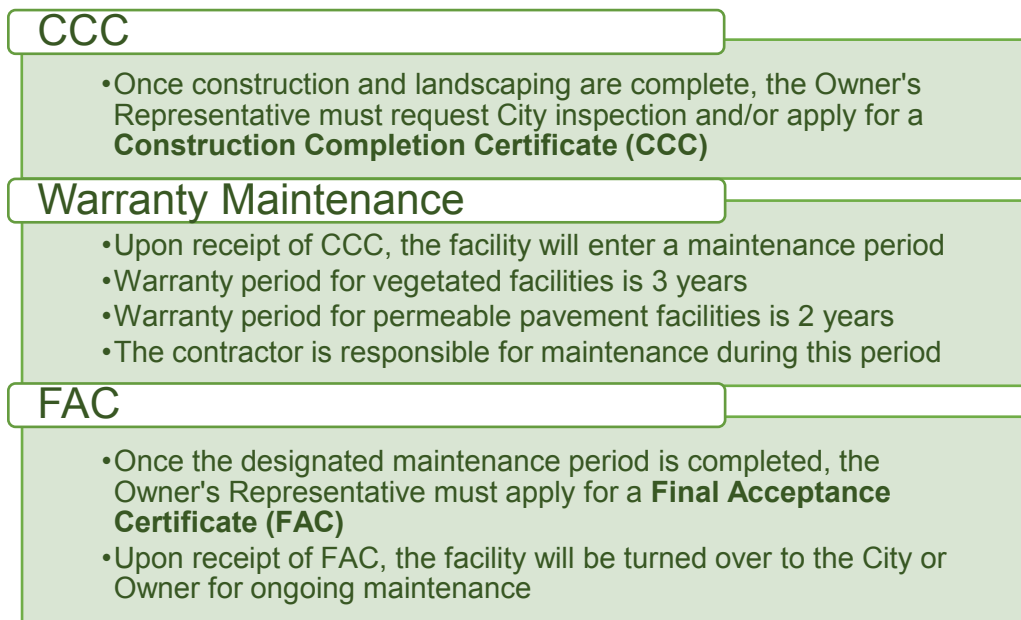 CCC
•Once construction and landscaping are complete, the Owner's
Representative must request City inspection and/or apply for a
Construction Completion Certificate (CCC)
Warranty Maintenance
•Upon receipt of CCC, the facility will enter a maintenance period
•Warranty period for vegetated facilities is 3 years
•Warranty period for permeable pavement facilities is 2 years
•The contractor is responsible for maintenance during this period
FAC
•Once the designated maintenance period is completed, the
Owner's Representative must apply for a Final Acceptance
Certificate (FAC)
•Upon receipt of FAC, the facility will be turned over to the City or
Owner for ongoing maintenance